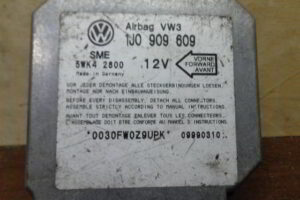 Airbag VW3
1J0 909 609
SME
5WK4 2800
12V
VORNE
FORWARD
AVANT
Made in Germany
VOR JEDER DEMONTAGE ALLE STECKVERBINDUNGEN LOESEN.
MONTAGE NUR NACH EINBAUANWEISUNG.
BEFORE EVERY DISASSEMBLY, DETACH ALL CONNECTORS.
ASSEMBLE STRICTLY ACCORDING TO MANUAL INSTRUCTIONS.
AVANT TOUT DEMONTAGE ENLEVER TOUS LES CONNECTEURS.
L'ASSEMBLAGE DOIT ETRE CONFORME AU MANUEL D'INSTRUCTIONS
*0030FW0Z9UPK* 09990310